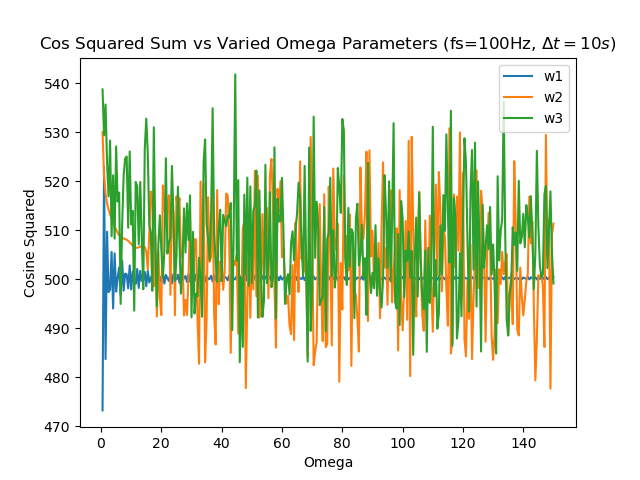 Cos Squared Sum vs Varied Omega Parameters (fs=100Hz, Δt = 10s)
w1
w2
w3
540
530
520
510
500
490
480
470
Cosine Squared
0 20 40 60 80 100 120 140
Omega